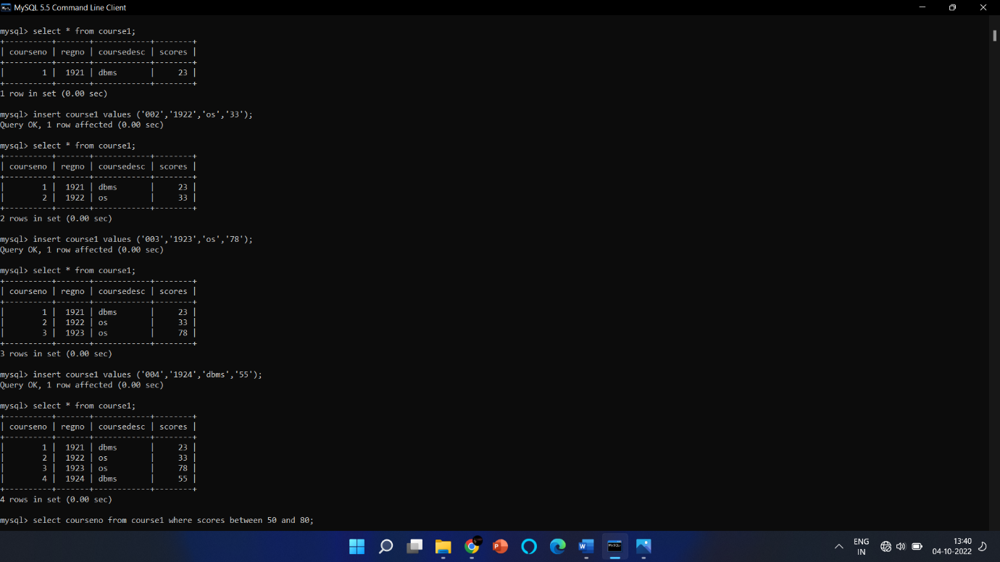 MySQL 5.5 Command Line Client
mysql> select * from course1;
+----------+-------+------------+--------+
| courseno | regno | coursedesc | scores |
+----------+-------+------------+--------+
|        1 |  1921 | dbms       |     23 |
+----------+-------+------------+--------+
1 row in set (0.00 sec)
mysql> insert course1 values ('002','1922','os','33');
Query OK, 1 row affected (0.00 sec)
mysql> select * from course1;
+----------+-------+------------+--------+
| courseno | regno | coursedesc | scores |
+----------+-------+------------+--------+
|        1 |  1921 | dbms       |     23 |
|        2 |  1922 | os         |     33 |
+----------+-------+------------+--------+
2 rows in set (0.00 sec)
mysql> insert course1 values ('003','1923','os','78');
Query OK, 1 row affected (0.00 sec)
mysql> select * from course1;
+----------+-------+------------+--------+
| courseno | regno | coursedesc | scores |
+----------+-------+------------+--------+
|        1 |  1921 | dbms       |     23 |
|        2 |  1922 | os         |     33 |
|        3 |  1923 | os         |     78 |
+----------+-------+------------+--------+
3 rows in set (0.00 sec)
mysql> insert course1 values ('004','1924','dbms','55');
Query OK, 1 row affected (0.00 sec)
mysql> select * from course1;
+----------+-------+------------+--------+
| courseno | regno | coursedesc | scores |
+----------+-------+------------+--------+
|        1 |  1921 | dbms       |     23 |
|        2 |  1922 | os         |     33 |
|        3 |  1923 | os         |     78 |
|        4 |  1924 | dbms       |     55 |
+----------+-------+------------+--------+
4 rows in set (0.00 sec)
mysql> select courseno from course1 where scores between 50 and 80;
ENG
IN
13:40
04-10-2022